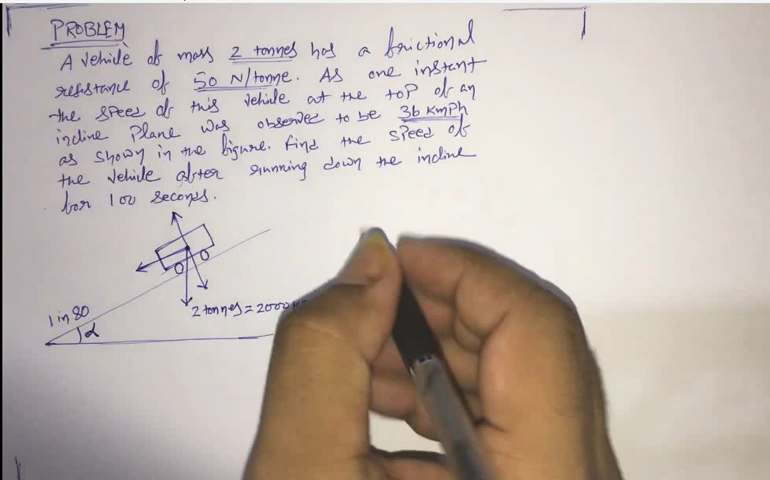 PROBLEM
A vehicle of mass 2 tonnes has a frictional
resistance of 50 N/tonne. As one instant
the speed of this vehicle at the top of an
incline plane was observed to be 36 KmPh
as shown in the figure. Find the speed of
the vehicle after running down the incline
for 100 seconds.
1 in 80
α
2 tonnes = 2000